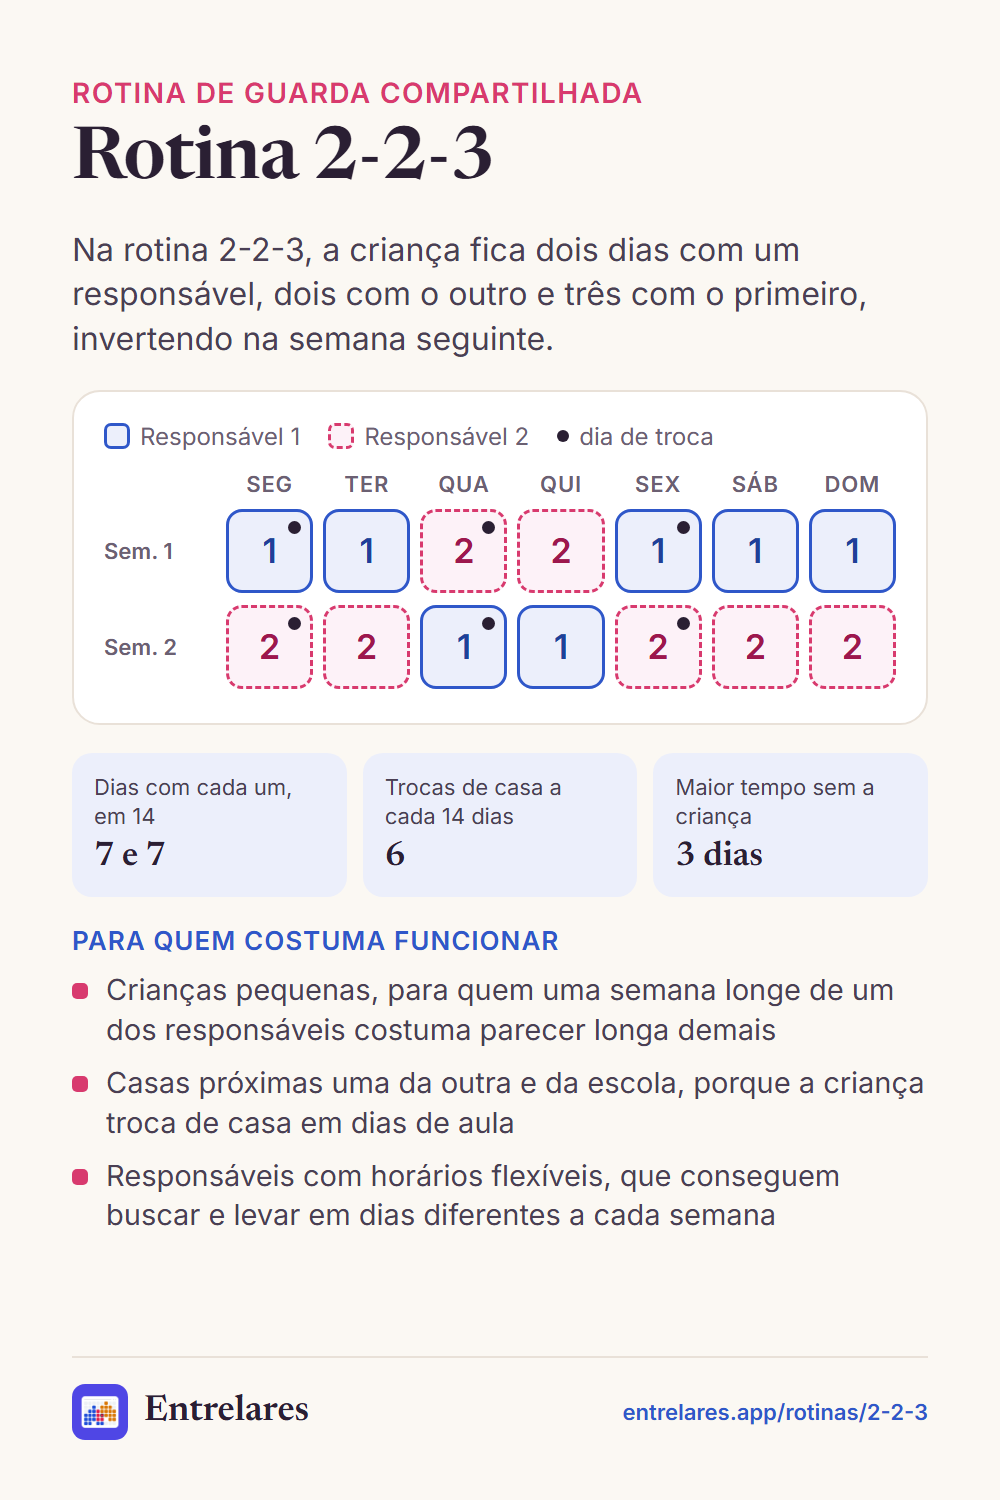 ROTINA DE GUARDA COMPARTILHADA
Rotina 2-2-3
Na rotina 2-2-3, a criança fica dois dias com um
responsável, dois com o outro e três com o primeiro,
invertendo na semana seguinte.
Responsável 1 Responsável 2 dia de troca
SEG TER QUA QUI SEX SÁB DOM
Sem. 1 1 1 2 2 1 1 1
Sem. 2 2 2 1 1 2 2 2
Dias com cada um,
em 14
7 e 7
Trocas de casa a
cada 14 dias
6
Maior tempo sem a
criança
3 dias
PARA QUEM COSTUMA FUNCIONAR
Crianças pequenas, para quem uma semana longe de um
dos responsáveis costuma parecer longa demais
Casas próximas uma da outra e da escola, porque a criança
troca de casa em dias de aula
Responsáveis com horários flexíveis, que conseguem
buscar e levar em dias diferentes a cada semana
Entrelares
entrelares.app/rotinas/2-2-3